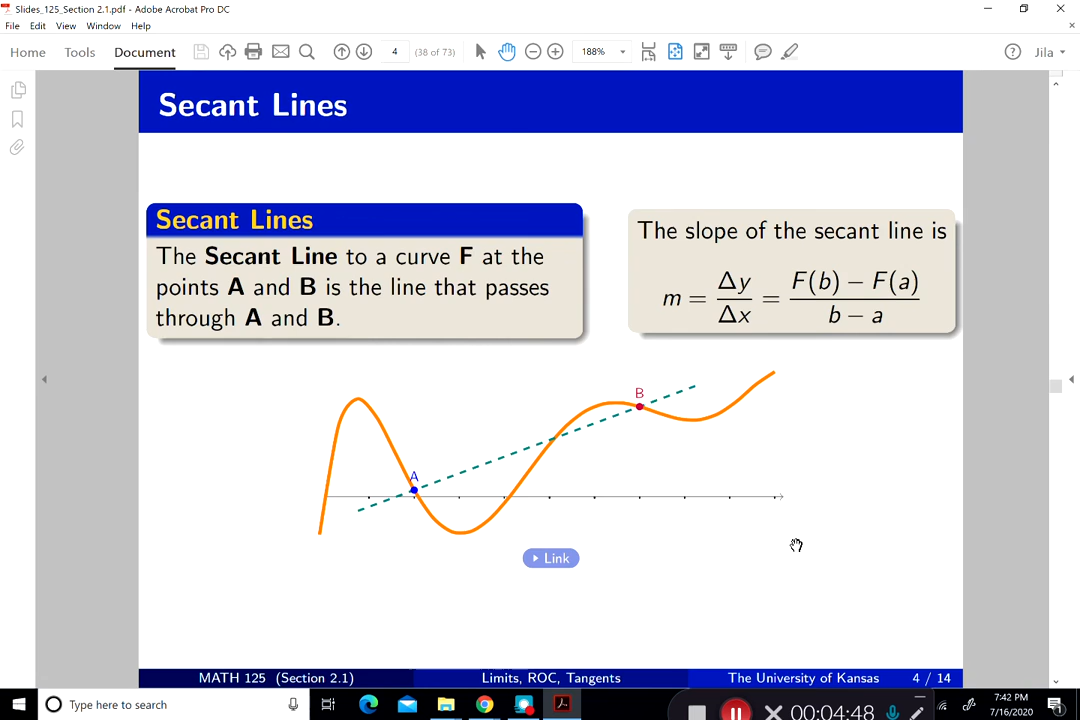 Slides_125_Section 2.1.pdf - Adobe Acrobat Pro DC
File Edit View Window Help
Home Tools Document 4 (38 of 73) 188% Jila
Secant Lines
Secant Lines
The Secant Line to a curve F at the
points A and B is the line that passes
through A and B.
The slope of the secant line is
m = Δy/Δx = F(b) − F(a)/b − a
A
B
Link
MATH 125 (Section 2.1) Limits, ROC, Tangents The University of Kansas 4 / 14
Type here to search
00:04:48
7:42 PM
7/16/2020
1